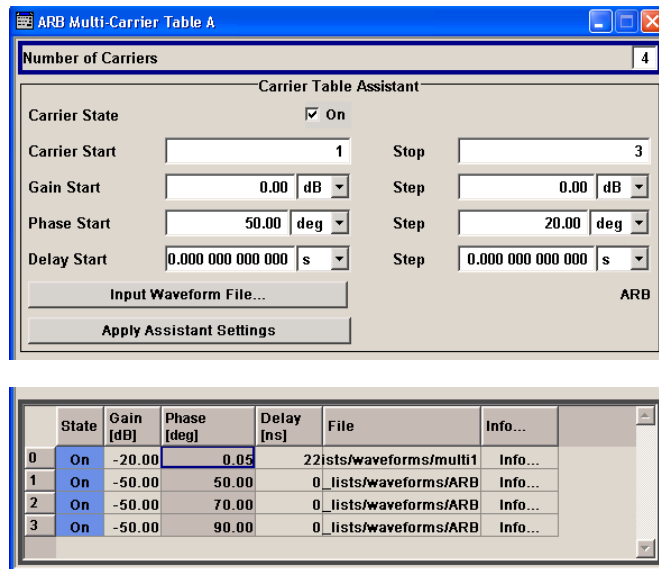 ARB Multi-Carrier Table A
Number of Carriers 4
Carrier Table Assistant
Carrier State On
Carrier Start 1 Stop 3
Gain Start 0.00 dB Step 0.00 dB
Phase Start 50.00 deg Step 20.00 deg
Delay Start 0.000 000 000 000 s Step 0.000 000 000 000 s
Input Waveform File... ARB
Apply Assistant Settings
State Gain [dB] Phase [deg] Delay [ns] File Info...
0 On -20.00 0.05 22 ists/waveforms/multi1 Info...
1 On -50.00 50.00 0 _lists/waveforms/ARB Info...
2 On -50.00 70.00 0 _lists/waveforms/ARB Info...
3 On -50.00 90.00 0 _lists/waveforms/ARB Info...